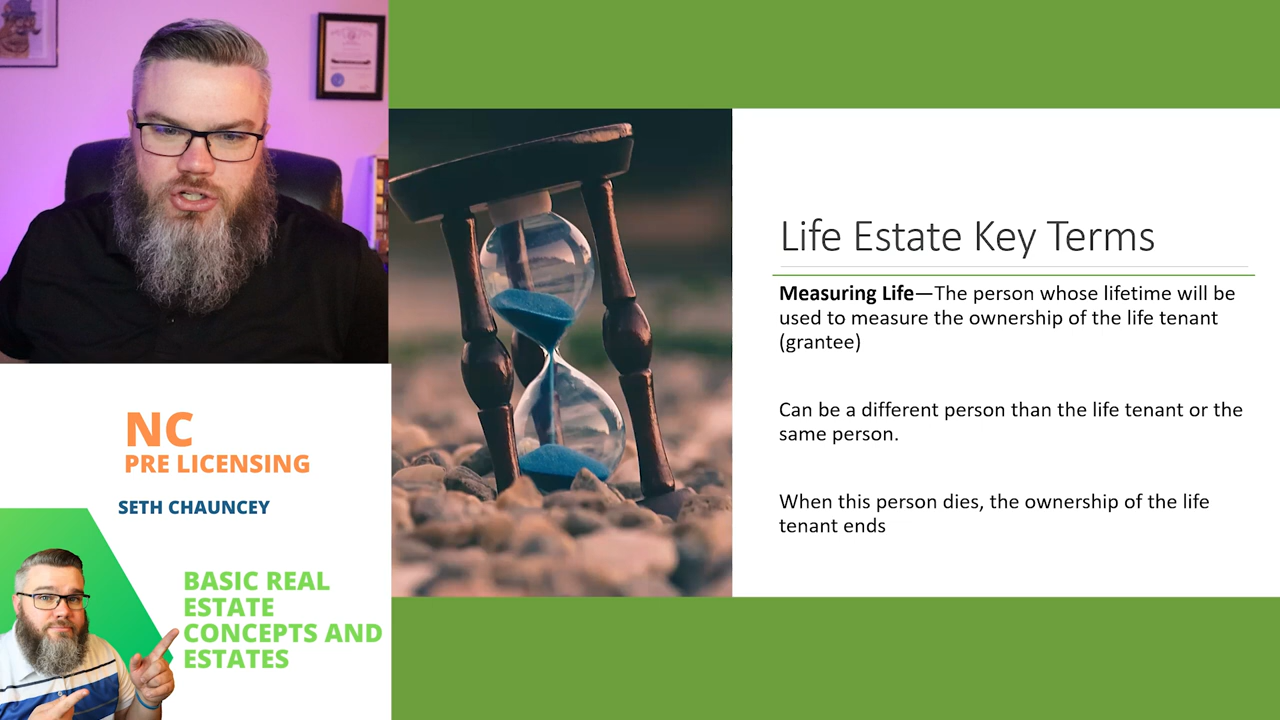 NC
PRE LICENSING
SETH CHAUNCEY
BASIC REAL
ESTATE
CONCEPTS AND
ESTATES
Life Estate Key Terms
Measuring Life—The person whose lifetime will be
used to measure the ownership of the life tenant
(grantee)
Can be a different person than the life tenant or the
same person.
When this person dies, the ownership of the life
tenant ends